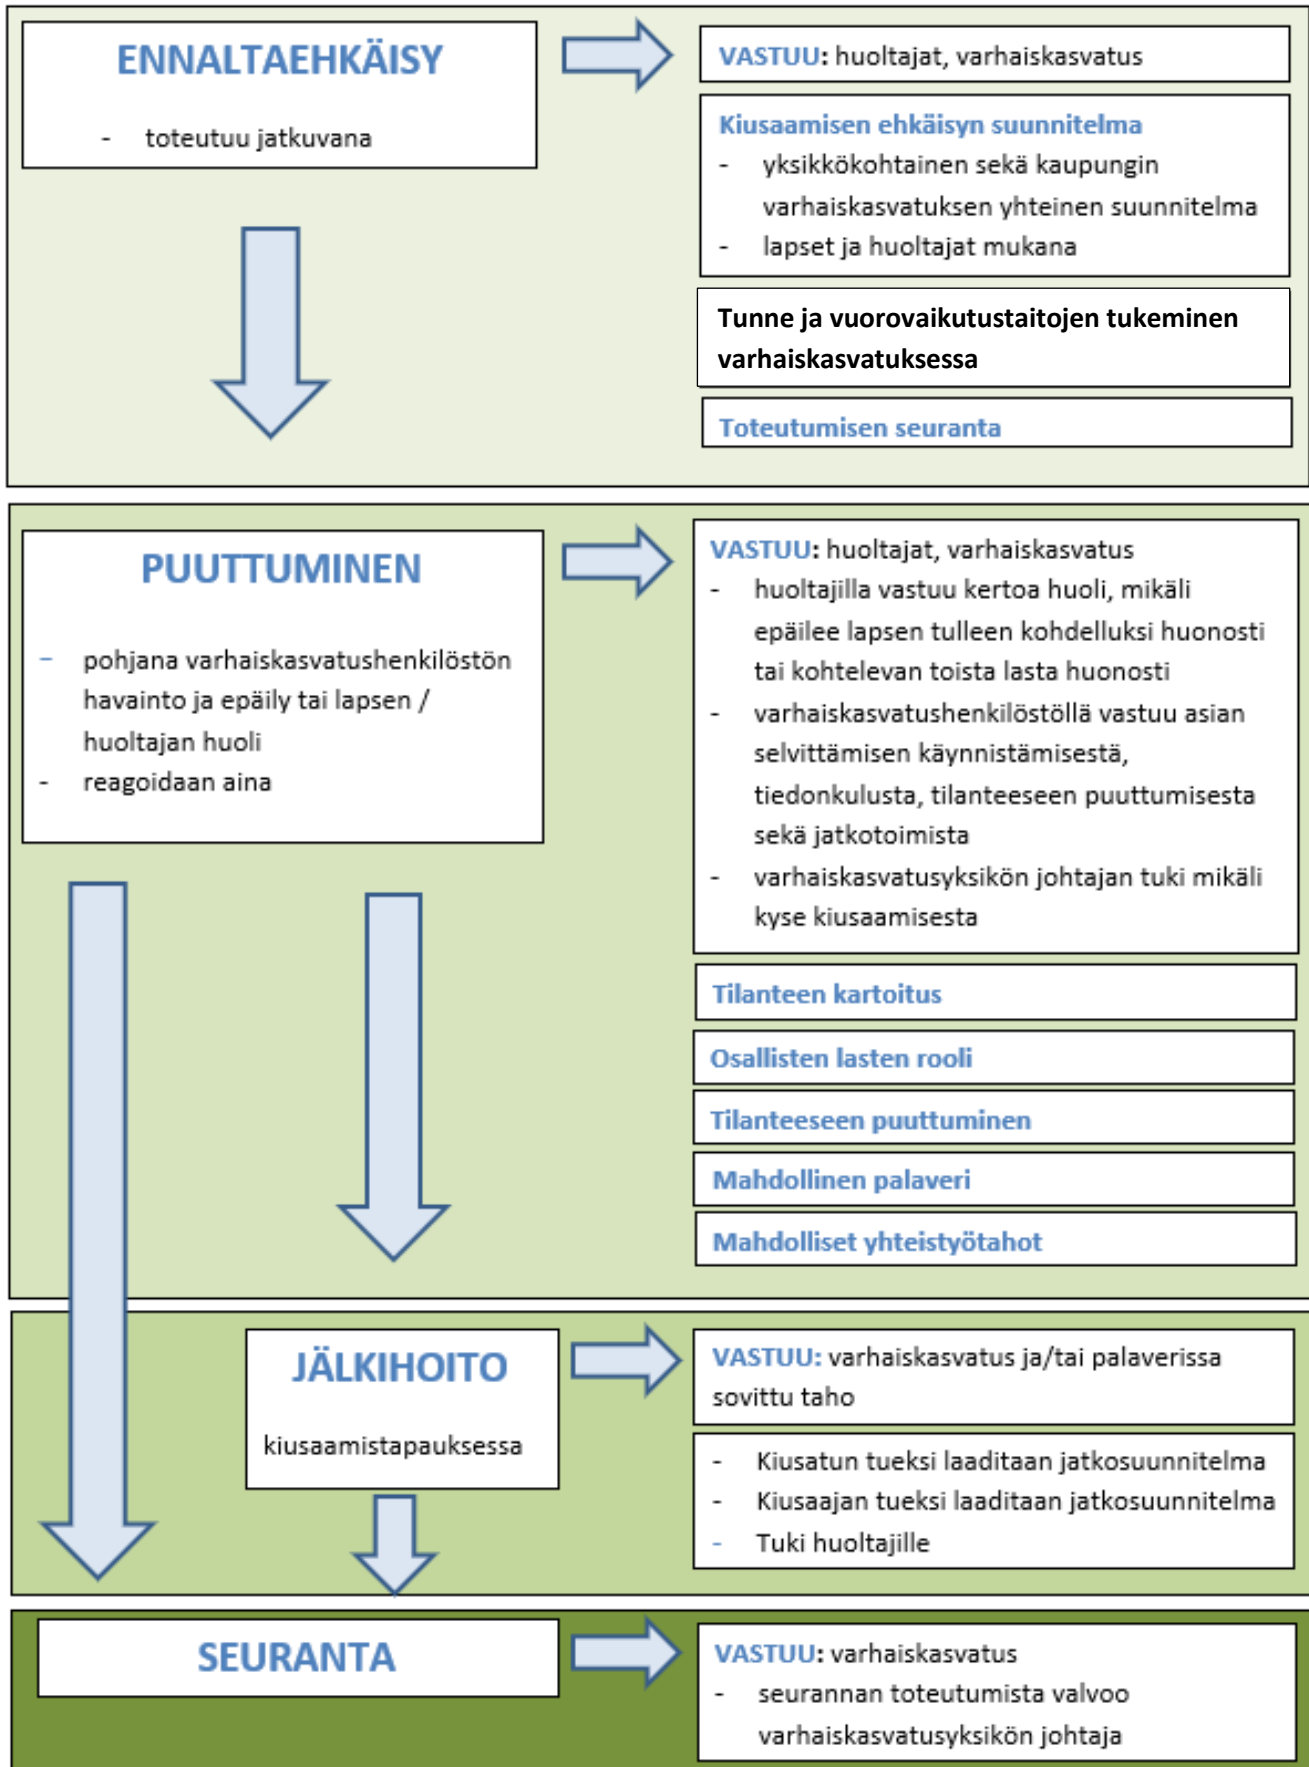 ENNALTAEHKÄISY
- toteutuu jatkuvana
VASTUU: huoltajat, varhaiskasvatus
Kiusaamisen ehkäisyn suunnitelma
- yksikkökohtainen sekä kaupungin
varhaiskasvatuksen yhteinen suunnitelma
- lapset ja huoltajat mukana
Tunne ja vuorovaikutustaitojen tukeminen
varhaiskasvatuksessa
Toteutumisen seuranta
PUUTTUMINEN
- pohjana varhaiskasvatushenkilöstön
havainto ja epäily tai lapsen /
huoltajan huoli
- reagoidaan aina
VASTUU: huoltajat, varhaiskasvatus
- huoltajilla vastuu kertoa huoli, mikäli
epäilee lapsen tulleen kohdelluksi huonosti
tai kohtelevan toista lasta huonosti
- varhaiskasvatushenkilöstöllä vastuu asian
selvittämisen käynnistämisestä,
tiedonkulusta, tilanteeseen puuttumisesta
sekä jatkotoimista
- varhaiskasvatusyksikön johtajan tuki mikäli
kyse kiusaamisesta
Tilanteen kartoitus
Osallisten lasten rooli
Tilanteeseen puuttuminen
Mahdollinen palaveri
Mahdolliset yhteistyötahot
JÄLKIHOITO
kiusaamistapauksessa
VASTUU: varhaiskasvatus ja/tai palaverissa
sovittu taho
- Kiusatun tueksi laaditaan jatkosuunnitelma
- Kiusaajan tueksi laaditaan jatkosuunnitelma
- Tuki huoltajille
SEURANTA
VASTUU: varhaiskasvatus
- seurannan toteutumista valvoo
varhaiskasvatusyksikön johtaja